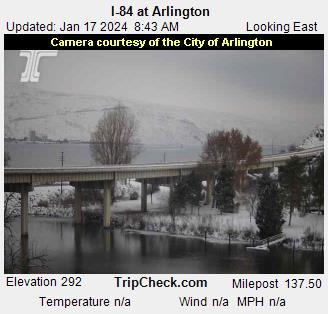 I-84 at Arlington
Updated: Jan 17 2024 8:43 AM Looking East
Camera courtesy of the City of Arlington
Elevation 292 TripCheck.com Milepost 137.50
Temperature n/a Wind n/a MPH n/a